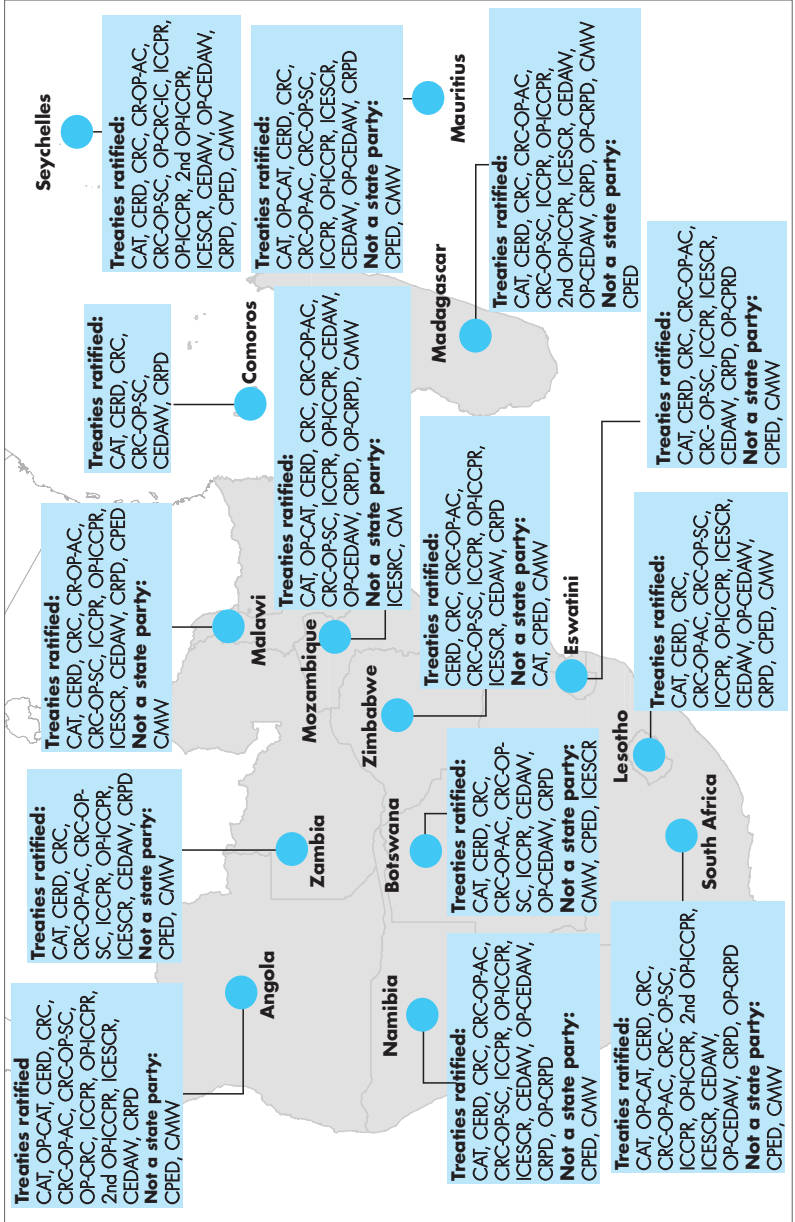 Treaties ratified
CAT, OP-CAT, CERD, CRC,
CRC-OP-AC, CRC-OP-SC,
OP-CRC, ICCPR, OP-ICCPR,
2nd OP-ICCPR, ICESCR,
CEDAW, CRPD
Not a state party:
CPED, CMW
Angola
Treaties ratified:
CAT, CERD, CRC,
CRC-OP-AC, CRC-OP-
SC, ICCPR, OP-ICCPR,
ICESCR, CEDAW, CRPD
Not a state party:
CPED, CMW
Zambia
Treaties ratified:
CAT, CERD, CRC, CR-OP-AC,
CRC-OP-SC, ICCPR, OP-ICCPR,
ICESCR, CEDAW, CRPD, CPED
Not a state party:
CMW
Malawi
Treaties ratified:
CAT, CERD, CRC,
CRC-OP-SC,
CEDAW, CRPD
Comoros
Seychelles
Treaties ratified:
CAT, CERD, CRC, CR-OP-AC,
CRC-OP-SC, OP-CRC-IC, ICCPR,
OP-ICCPR, 2nd OP-ICCPR,
ICESCR, CEDAW, OP-CEDAW,
CRPD, CPED, CMW
Treaties ratified:
CAT, OP-CAT, CERD, CRC,
CRC-OP-AC, CRC-OP-SC,
ICCPR, OP-ICCPR, ICESCR,
CEDAW, OP-CEDAW, CRPD
Not a state party:
CPED, CMW
Mauritius
Mozambique
Treaties ratified:
CAT, OP-CAT, CERD, CRC, CRC-OP-AC,
CRC-OP-SC, ICCPR, OP-ICCPR, CEDAW,
OP-CEDAW, CRPD, OP-CRPD, CMW
Not a state party:
ICESRC, CM
Madagascar
Treaties ratified:
CAT, CERD, CRC, CRC-OP-AC,
CRC-OP-SC, ICCPR, OP-ICCPR,
2nd OP-ICCPR, ICESCR, CEDAW,
OP-CEDAW, CRPD, OP-CRPD, CMW
Not a state party:
CPED
Zimbabwe
Treaties ratified:
CERD, CRC, CRC-OP-AC,
CRC-OP-SC, ICCPR, OP-ICCPR,
ICESCR, CEDAW, CRPD
Not a state party:
CAT, CPED, CMW
Namibia
Treaties ratified:
CAT, CERD, CRC, CRC-OP-AC,
CRC-OP-SC, ICCPR, OP-ICCPR,
ICESCR, CEDAW, OP-CEDAW,
CRPD, OP-CRPD
Not a state party:
CPED, CMW
Botswana
Treaties ratified:
CAT, CERD, CRC,
CRC-OP-AC, CRC-OP-
SC, ICCPR, CEDAW,
OP-CEDAW, CRPD
Not a state party:
CMW, CPED, ICESCR
Eswatini
Treaties ratified:
CAT, CERD, CRC, CRC-OP-AC,
CRC- OP-SC, ICCPR, ICESCR,
CEDAW, CRPD, OP-CPRD
Not a state party:
CPED, CMW
Lesotho
Treaties ratified:
CAT, CERD, CRC,
CRC-OP-AC, CRC-OP-SC,
ICCPR, OP-ICCPR, ICESCR,
CEDAW, OP-CEDAW,
CRPD, CPED, CMW
Treaties ratified:
CAT, OP-CAT, CERD, CRC,
CRC-OP-AC, CRC- OP-SC,
ICCPR, OP-ICCPR, 2nd OP-ICCPR,
ICESCR, CEDAW,
OP-CEDAW, CRPD, OP-CRPD
Not a state party:
CPED, CMW
South Africa